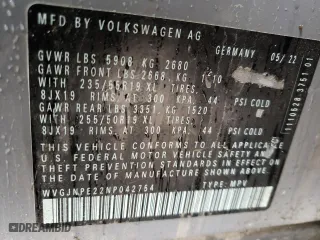 MFD BY VOLKSWAGEN AG
GERMANY 05/22
GVWR LBS 5908 KG 2680
GAWR FRONT LBS 2668 KG 1210
WITH 235/55R19 XL TIRES
8JX19 RIMS AT 300 KPA, 44 PSI COLD
GAWR REAR LBS 3351 KG 1520
WITH 255/50R19 XL TIRES
8JX19 RIMS AT 300 KPA, 44 PSI COLD
THIS VEHICLE CONFORMS TO ALL APPLICABLE
U.S. FEDERAL MOTOR VEHICLE
SAFETY AND THEFT PREVENTION STANDARDS
IN EFFECT ON THE DATE OF MANUFACTURE
SHOWN ABOVE
WVGJNPE22NP042754
TYPE: MPV